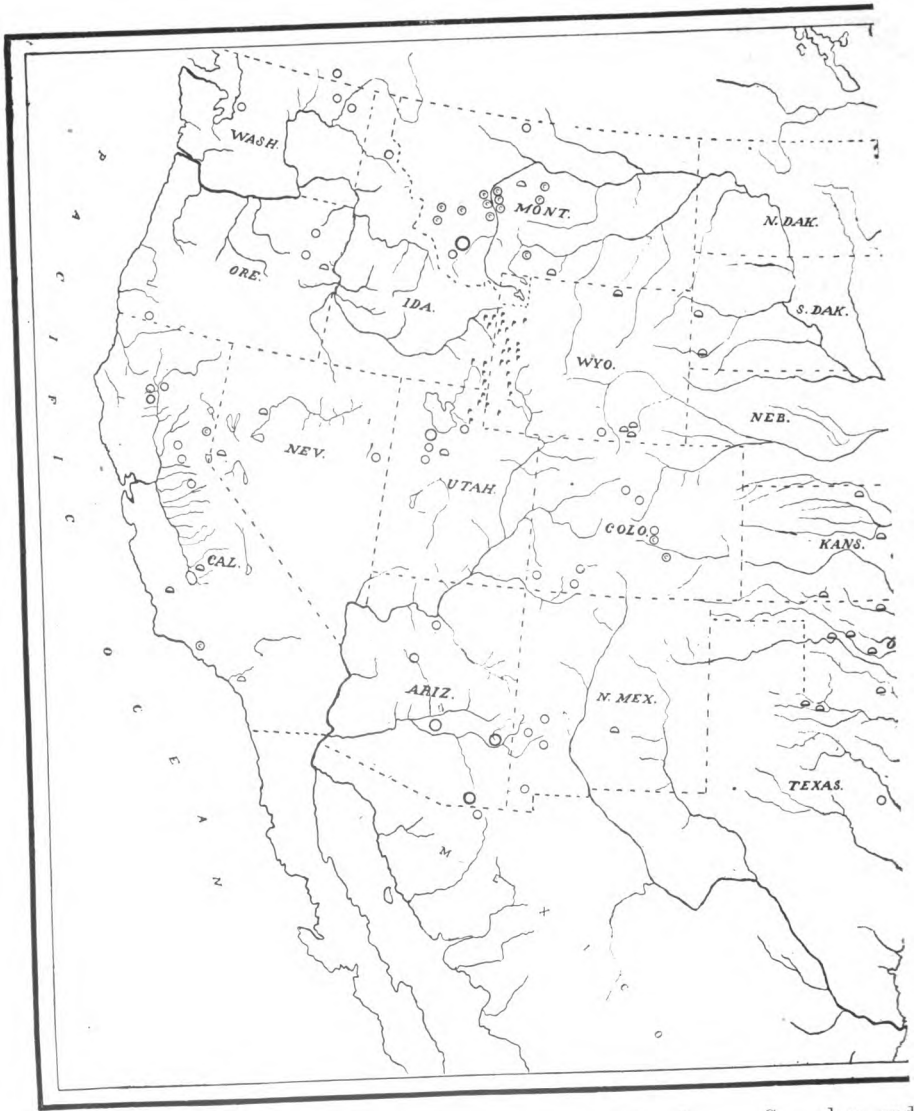 WASH.
MONT.
N. DAK.
ORE.
IDA.
S. DAK.
WYO.
NEB.
NEV.
UTAH.
COLO.
KANS.
CAL.
ARIZ.
N. MEX.
TEXAS.
M
P A C I F I C
O C E A N